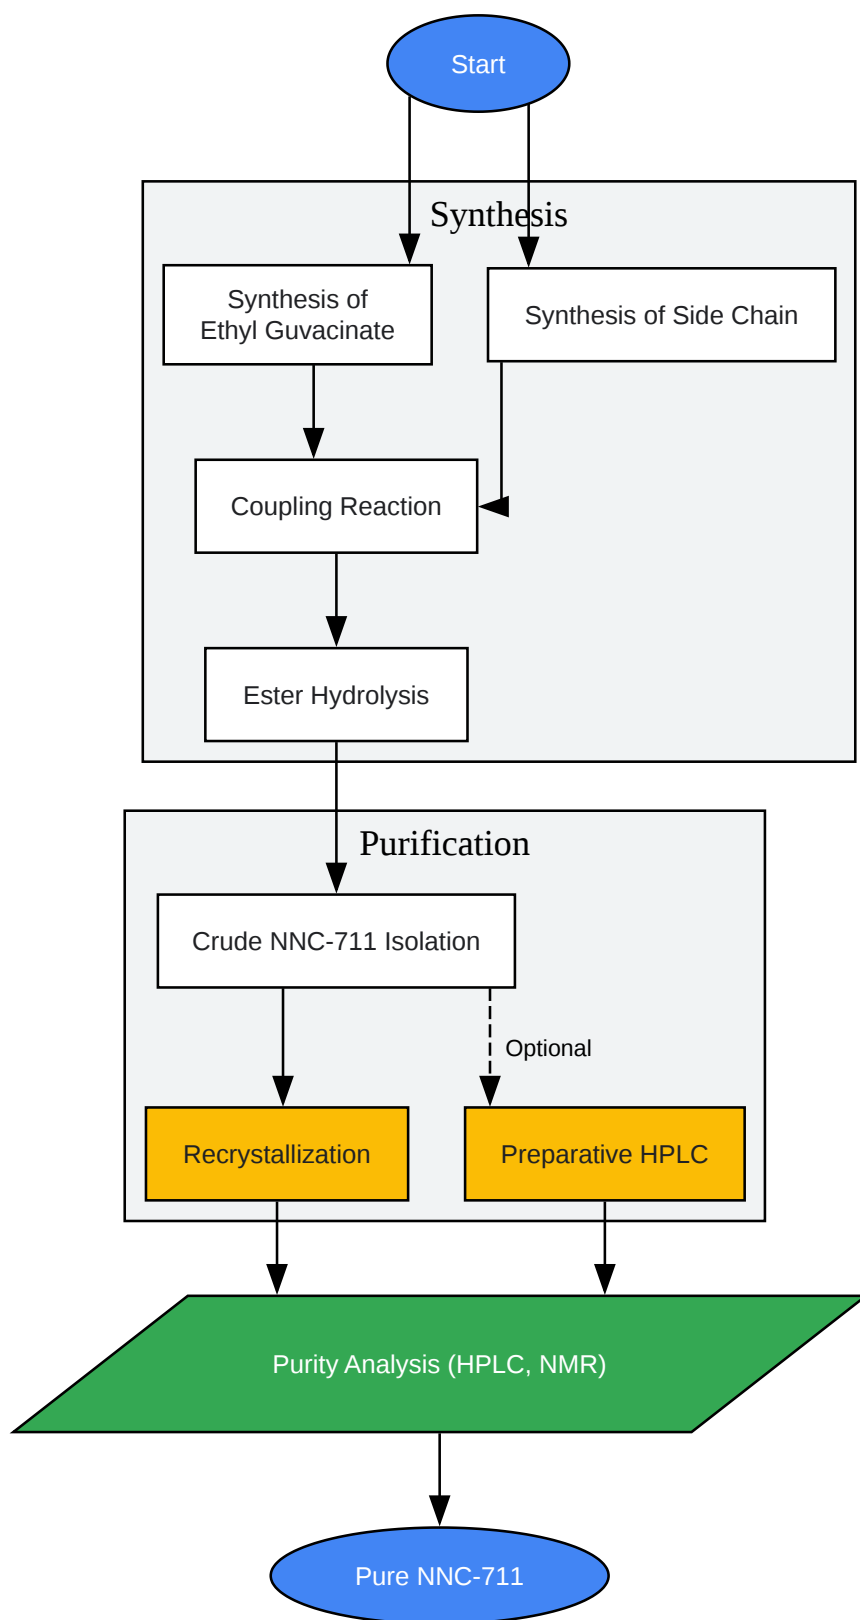 Start
Synthesis
Synthesis of
Ethyl Guvacinate
Synthesis of Side Chain
Coupling Reaction
Ester Hydrolysis
Purification
Crude NNC-711 Isolation
Optional
Recrystallization
Preparative HPLC
Purity Analysis (HPLC, NMR)
Pure NNC-711